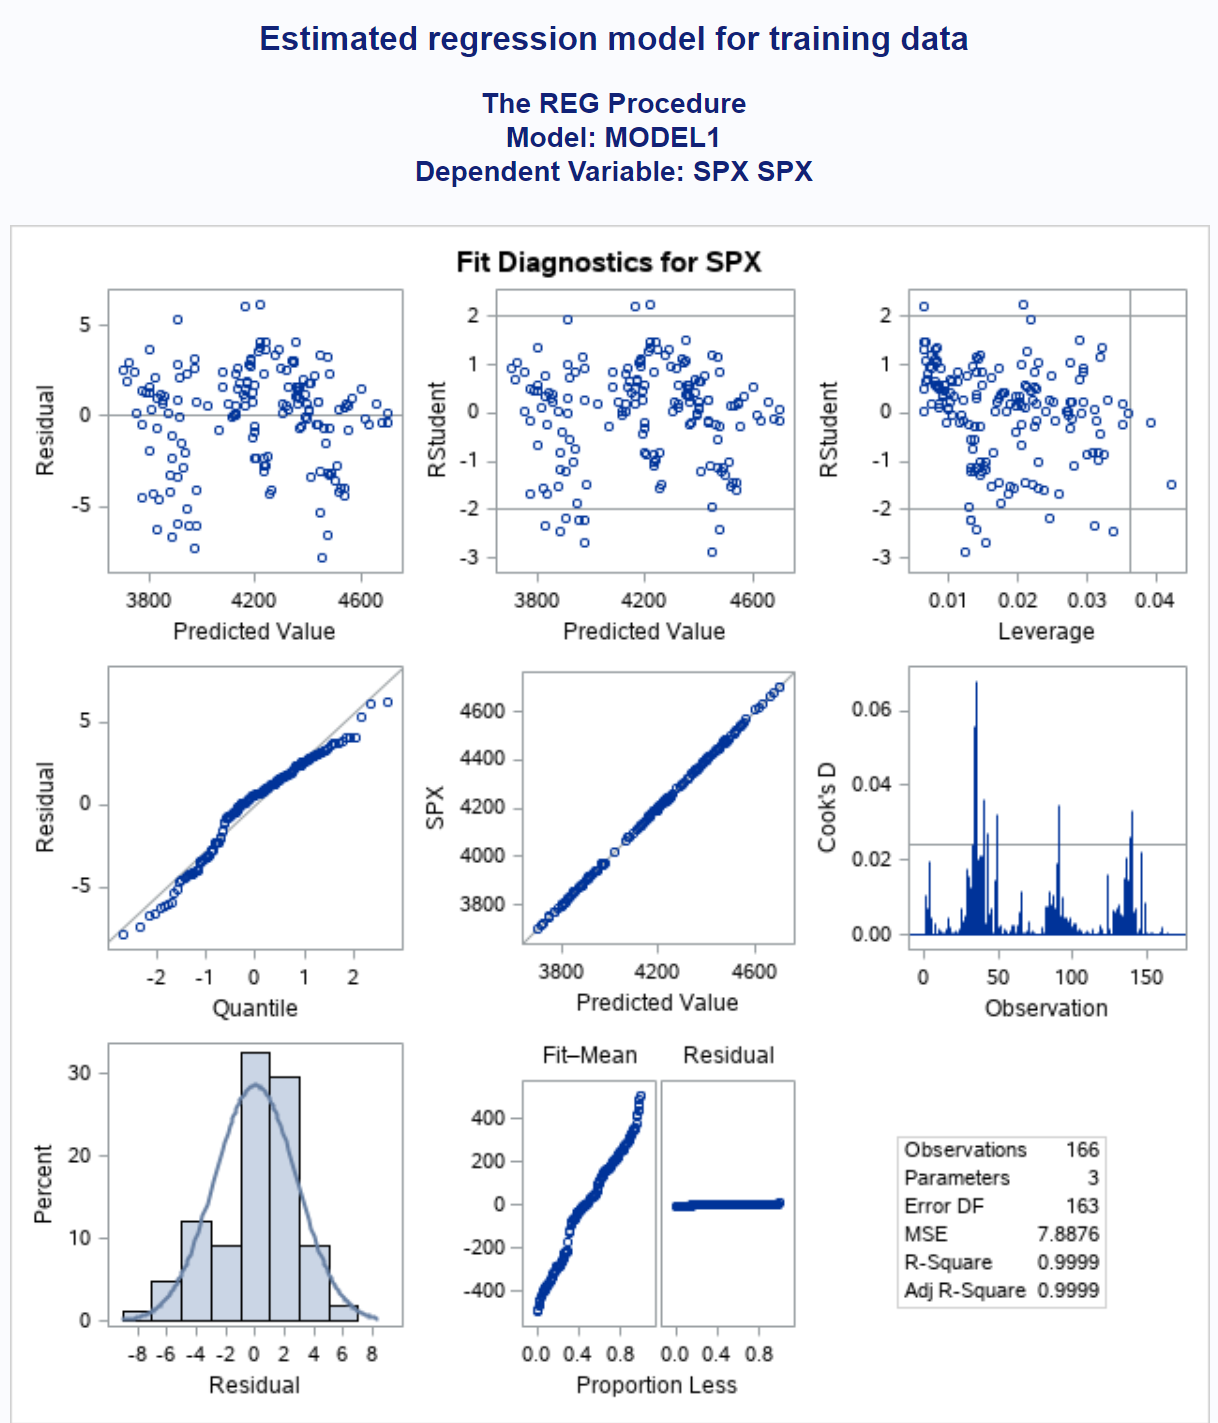 Estimated regression model for training data
The REG Procedure
Model: MODEL1
Dependent Variable: SPX SPX
Fit Diagnostics for SPX
5
0
-5
Residual
3800 4200 4600
Predicted Value
2
1
0
-1
-2
-3
RStudent
3800 4200 4600
Predicted Value
2
1
0
-1
-2
-3
RStudent
0.01 0.02 0.03 0.04
Leverage
5
0
-5
Residual
-2 -1 0 1 2
Quantile
4600
4400
4200
4000
3800
SPX
3800 4200 4600
Predicted Value
0.06
0.04
0.02
0.00
Cook's D
0 50 100 150
Observation
30
20
10
0
Percent
-8 -6 -4 -2 0 2 4 6 8
Residual
Fit–Mean Residual
400
200
0
-200
-400
0.0 0.4 0.8 0.0 0.4 0.8
Proportion Less
Observations 166
Parameters 3
Error DF 163
MSE 7.8876
R-Square 0.9999
Adj R-Square 0.9999